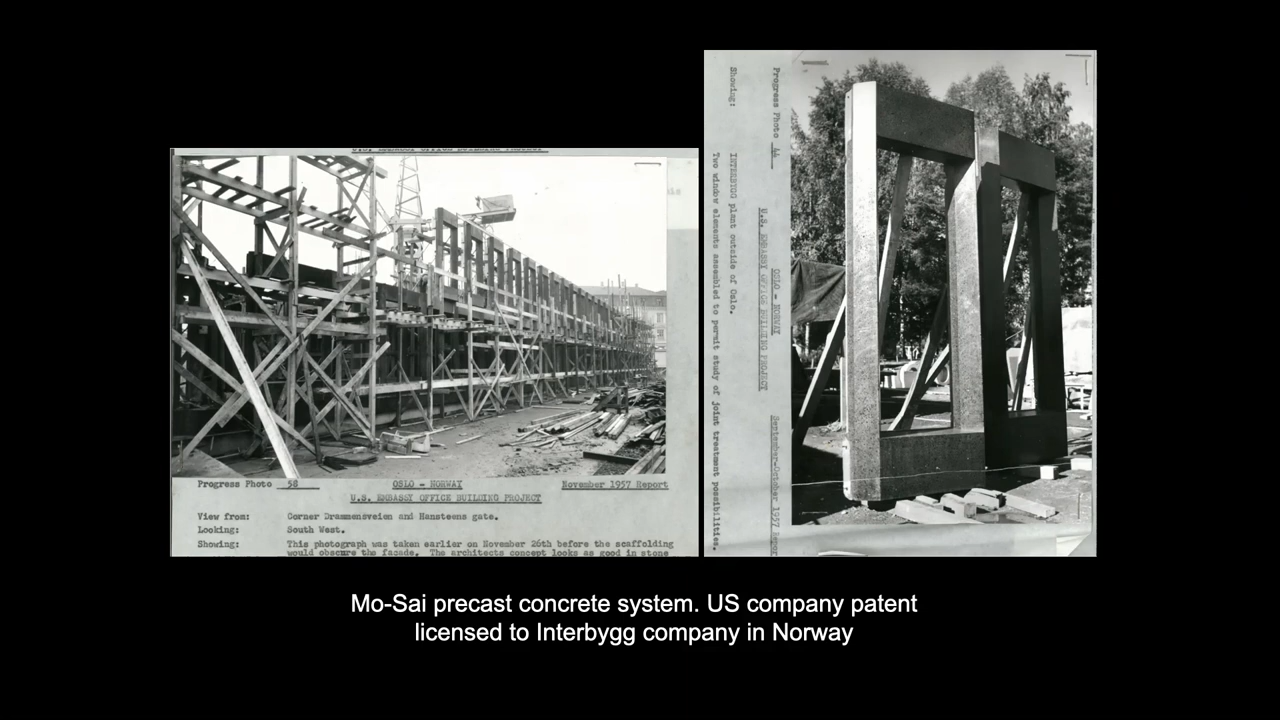 Progress Photo 58 OSLO – NORWAY November 1957 Report
U.S. EMBASSY OFFICE BUILDING PROJECT
View from: Corner Drammensveien and Hansteens gate.
Looking: South West.
Showing: This photograph was taken earlier on November 26th before the scaffolding
would obscure the façade. The architects concept looks as good in stone
Progress Photo 44 OSLO – NORWAY September-October 1957 Repor
U.S. EMBASSY OFFICE BUILDING PROJECT
Showing: INTERBYGG plant outside of Oslo.
Two window elements assembled to permit study of joint treatment possibilities.
Mo-Sai precast concrete system. US company patent
licensed to Interbygg company in Norway